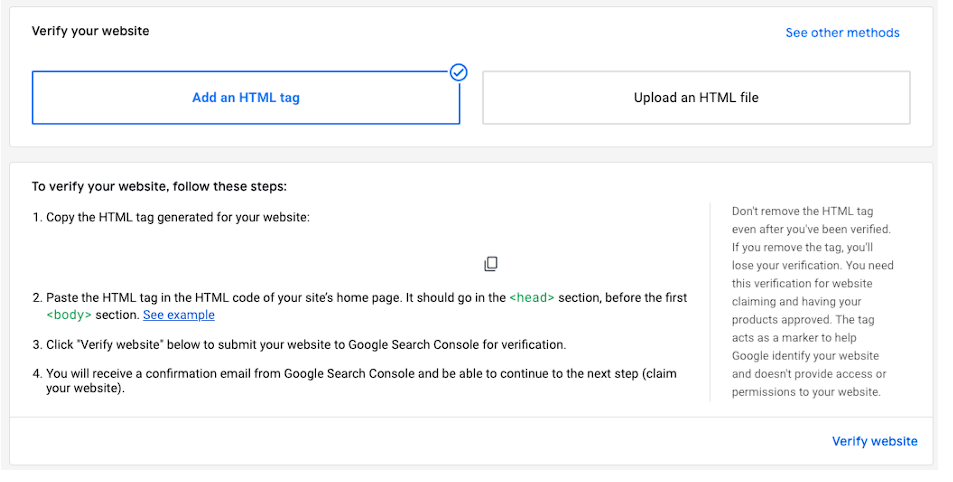 Verify your website
See other methods
Add an HTML tag
Upload an HTML file
To verify your website, follow these steps:
1. Copy the HTML tag generated for your website:
2. Paste the HTML tag in the HTML code of your site's home page. It should go in the <head> section, before the first
<body> section. See example
3. Click "Verify website" below to submit your website to Google Search Console for verification.
4. You will receive a confirmation email from Google Search Console and be able to continue to the next step (claim
your website).
Don't remove the HTML tag
even after you've been verified.
If you remove the tag, you'll
lose your verification. You need
this verification for website
claiming and having your
products approved. The tag
acts as a marker to help
Google identify your website
and doesn't provide access or
permissions to your website.
Verify website